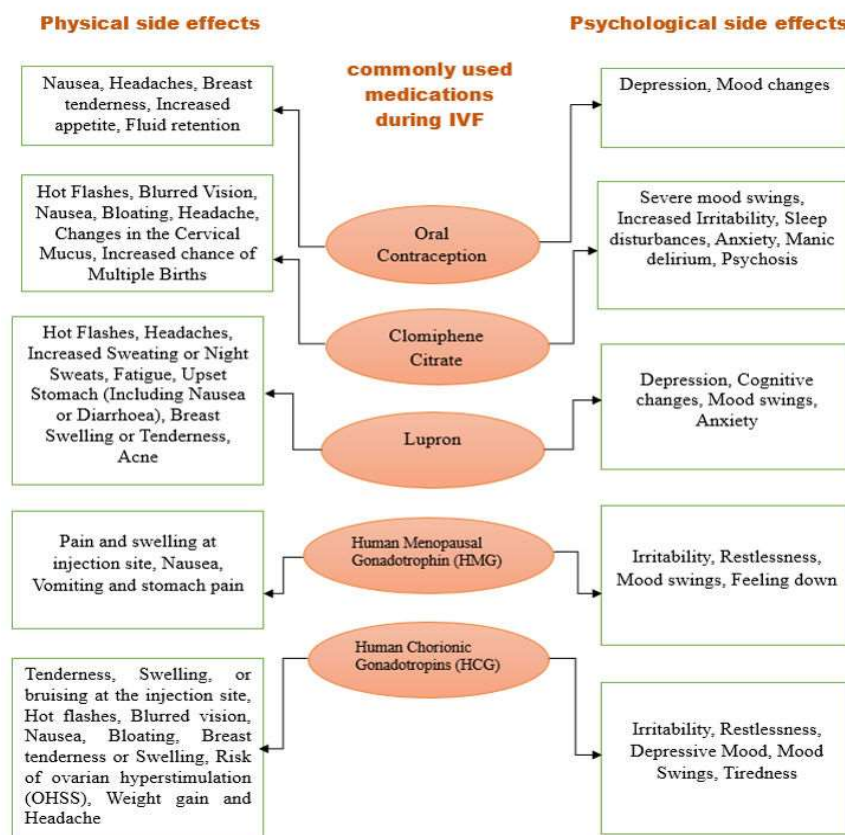 Physical side effects
commonly used
medications
during IVF
Psychological side effects
Nausea, Headaches, Breast
tenderness, Increased
appetite, Fluid retention
Depression, Mood changes
Oral
Contraception
Hot Flashes, Blurred Vision,
Nausea, Bloating, Headache,
Changes in the Cervical
Mucus, Increased chance of
Multiple Births
Severe mood swings,
Increased Irritability, Sleep
disturbances, Anxiety, Manic
delirium, Psychosis
Clomiphene
Citrate
Hot Flashes, Headaches,
Increased Sweating or Night
Sweats, Fatigue, Upset
Stomach (Including Nausea
or Diarrhoea), Breast
Swelling or Tenderness,
Acne
Depression, Cognitive
changes, Mood swings,
Anxiety
Lupron
Pain and swelling at
injection site, Nausea,
Vomiting and stomach pain
Human Menopausal
Gonadotrophin (HMG)
Irritability, Restlessness,
Mood swings, Feeling down
Human Chorionic
Gonadotropins (HCG)
Tenderness, Swelling, or
bruising at the injection site,
Hot flashes, Blurred vision,
Nausea, Bloating, Breast
tenderness or Swelling, Risk
of ovarian hyperstimulation
(OHSS), Weight gain and
Headache
Irritability, Restlessness,
Depressive Mood, Mood
Swings, Tiredness